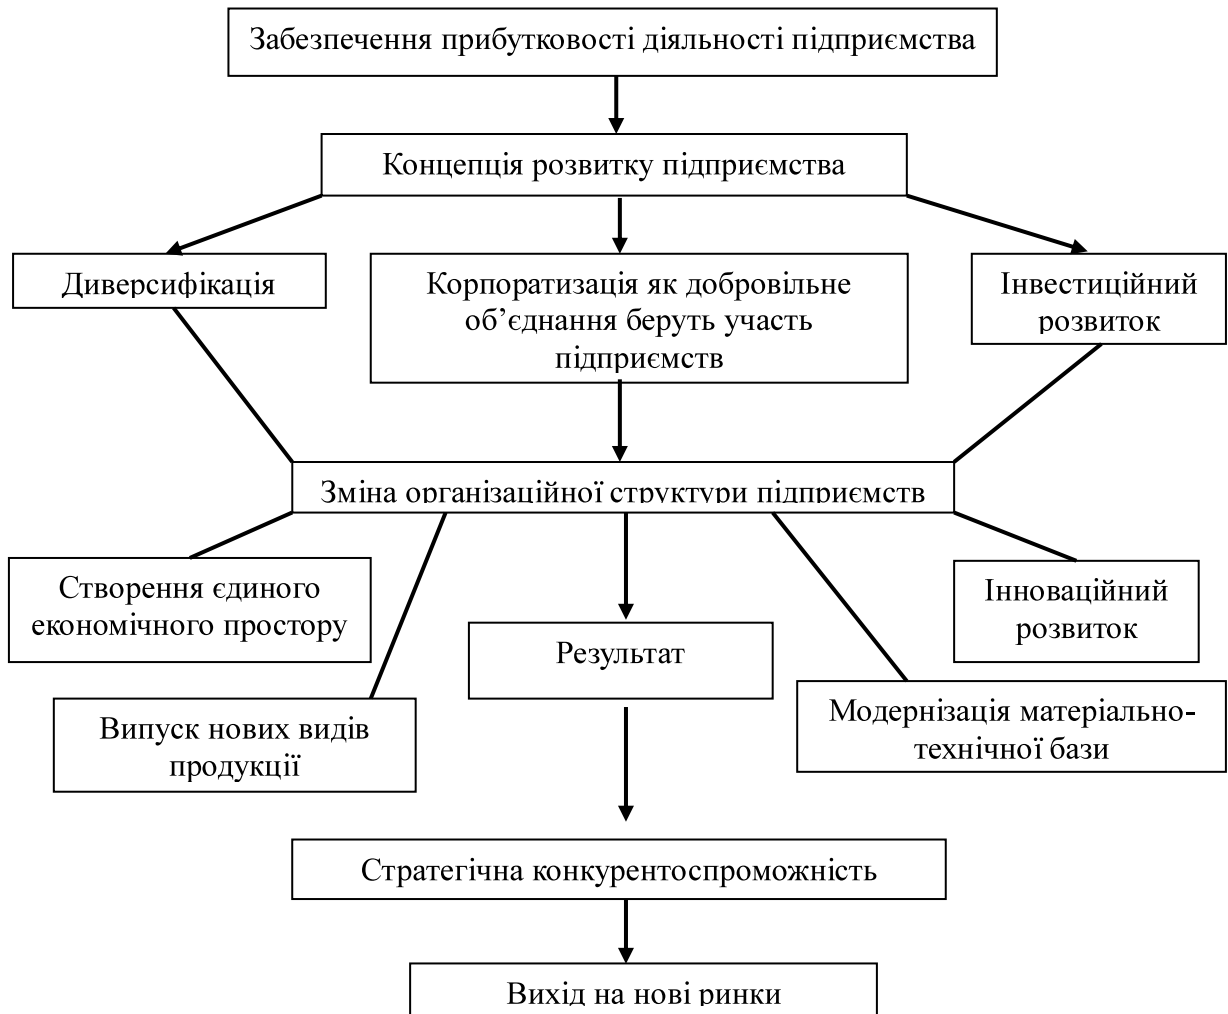 Забезпечення прибутковості діяльності підприємства
Концепція розвитку підприємства
Диверсифікація
Корпоратизація як добровільне
об’єднання беруть участь
підприємств
Інвестиційний
розвиток
Зміна організаційної структури підприємств
Створення єдиного
економічного простору
Інноваційний
розвиток
Результат
Випуск нових видів
продукції
Модернізація матеріально-
технічної бази
Стратегічна конкурентоспроможність
Вихід на нові ринки